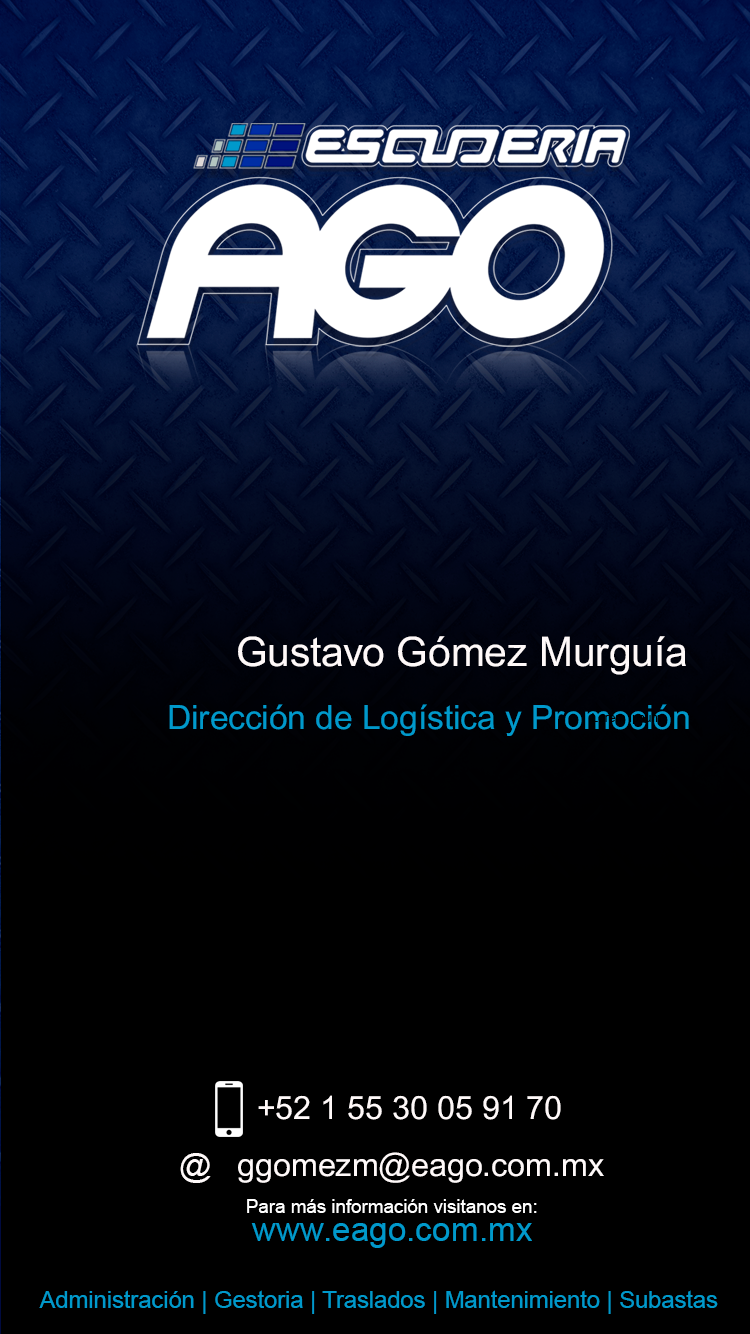 ESCUDERIA
AGO
Gustavo Gómez Murguía
Dirección de Logística y Promoción
+52 1 55 30 05 91 70
@ ggomezm@eago.com.mx
Para más información visitanos en:
www.eago.com.mx
Administración | Gestoria | Traslados | Mantenimiento | Subastas